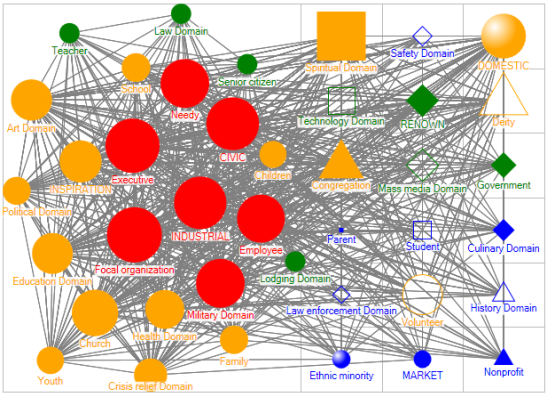 Teacher
Law Domain
School
Senior citizen
Needy
Art Domain
CIVIC
Executive
Children
INSPIRATION
Political Domain
INDUSTRIAL
Employee
Focal organization
Education Domain
Lodging Domain
Military Domain
Church
Health Domain
Family
Youth
Crisis relief Domain
Spiritual Domain
Safety Domain
DOMESTIC
Technology Domain
RENOWN
Deity
Congregation
Mass media Domain
Government
Parent
Student
Culinary Domain
Law enforcement Domain
Volunteer
History Domain
Ethnic minority
MARKET
Nonprofit